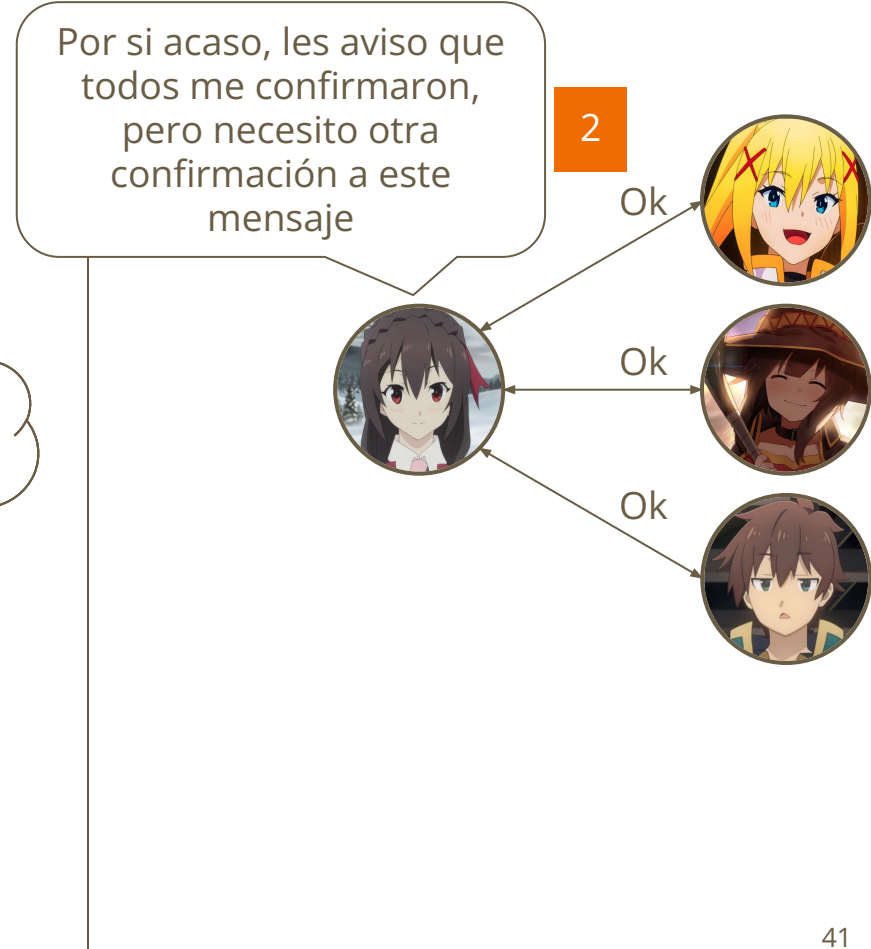 Por si acaso, les aviso que
todos me confirmaron,
pero necesito otra
confirmación a este
mensaje
2
Ok
Ok
Ok
41